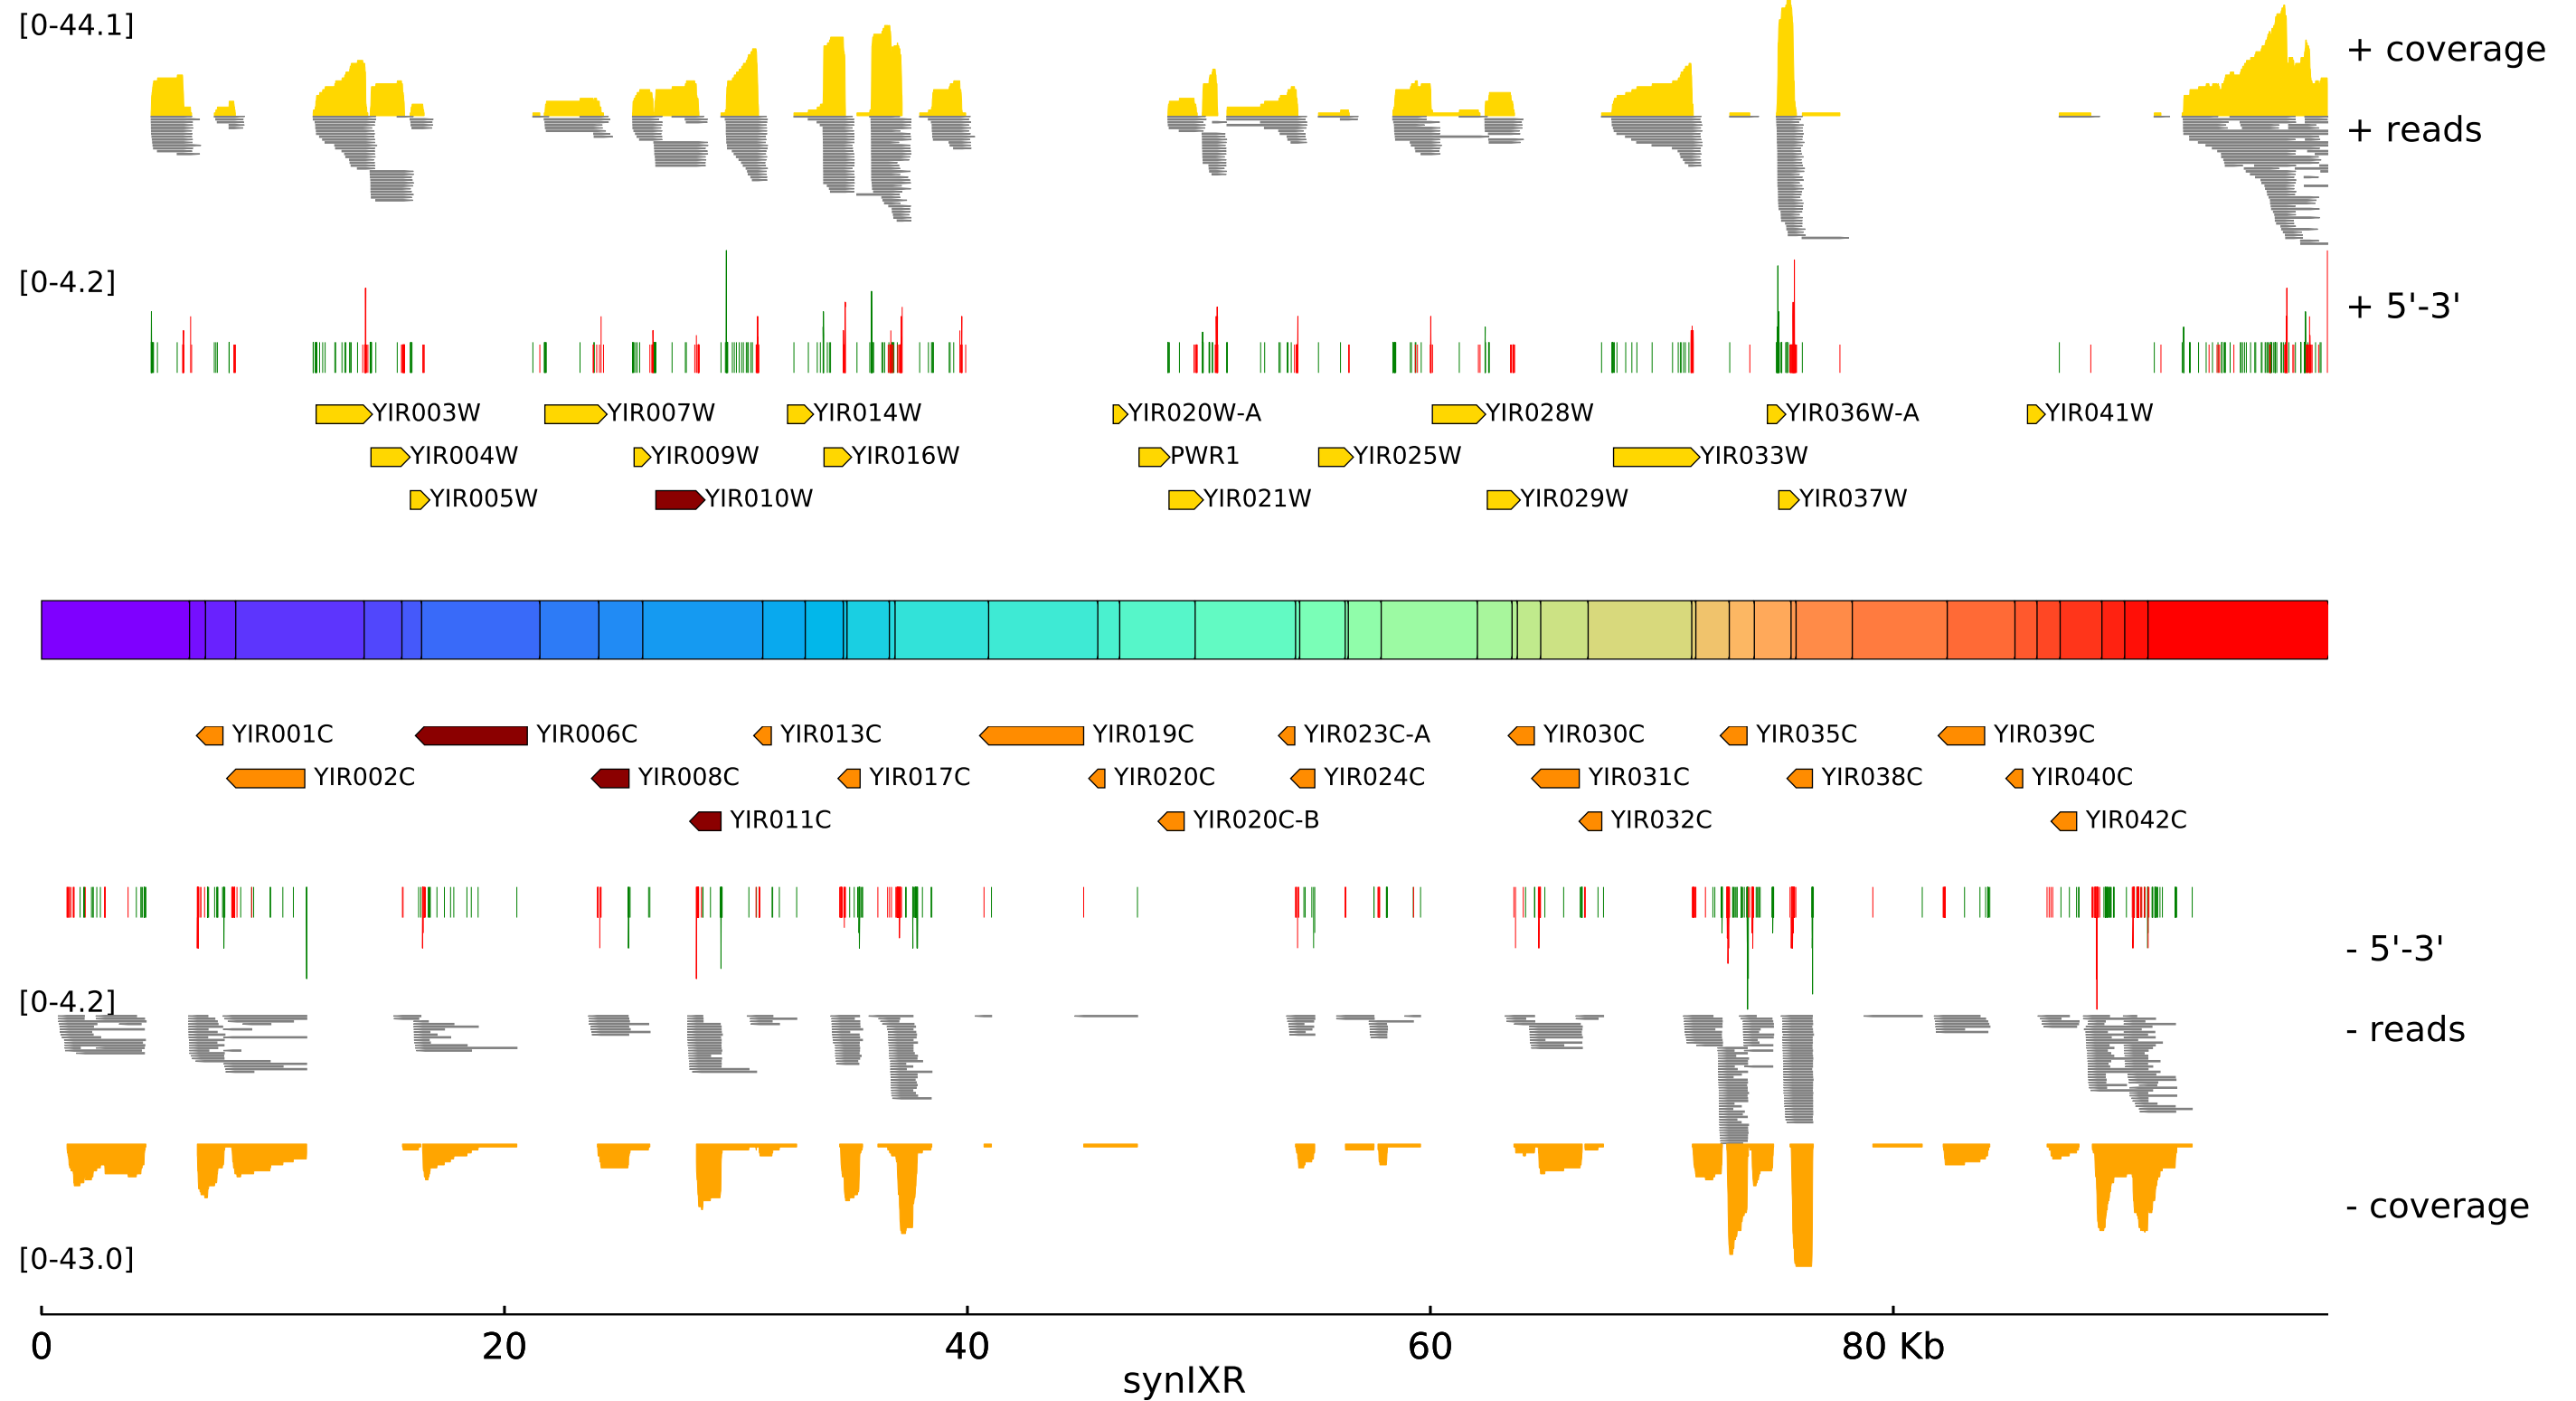 [0-44.1]
+ coverage
+ reads
[0-4.2]
+ 5'-3'
YIR003W YIR007W YIR014W YIR020W-A YIR028W YIR036W-A YIR041W
YIR004W YIR009W YIR016W PWR1 YIR025W YIR033W
YIR005W YIR010W YIR021W YIR029W YIR037W
YIR001C YIR006C YIR013C YIR019C YIR023C-A YIR030C YIR035C YIR039C
YIR002C YIR008C YIR017C YIR020C YIR024C YIR031C YIR038C YIR040C
YIR011C YIR020C-B YIR032C YIR042C
- 5'-3'
[0-4.2]
- reads
- coverage
[0-43.0]
0 20 40 60 80 Kb
synIXR